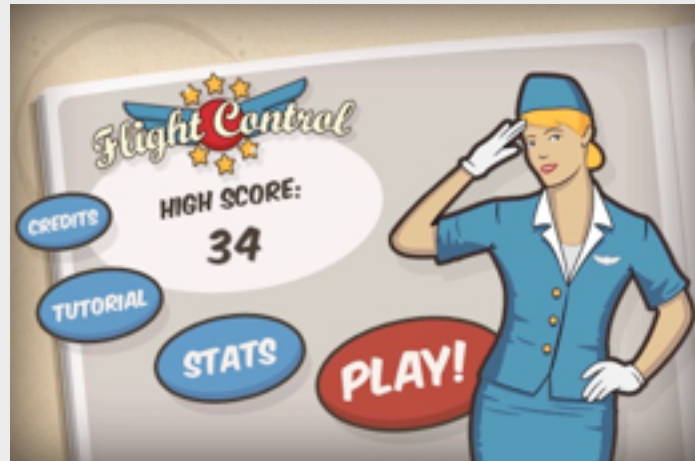 Flight Control
HIGH SCORE:
34
CREDITS
TUTORIAL
STATS
PLAY!